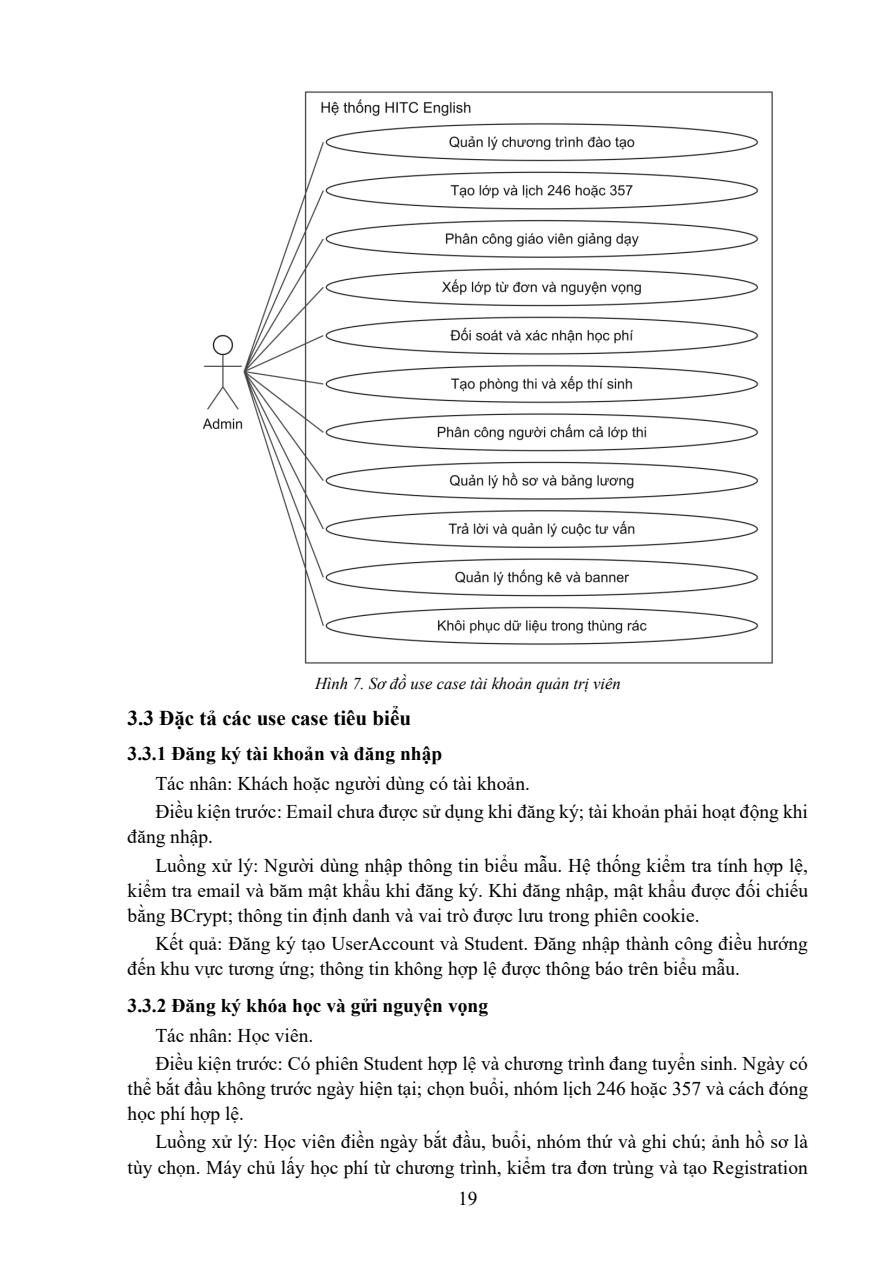 Hệ thống HITC English
Quản lý chương trình đào tạo
Tạo lớp và lịch 246 hoặc 357
Phân công giáo viên giảng dạy
Xếp lớp từ đơn và nguyện vọng
Đối soát và xác nhận học phí
Tạo phòng thi và xếp thí sinh
Admin
Phân công người chấm cả lớp thi
Quản lý hồ sơ và bảng lương
Trả lời và quản lý cuộc tư vấn
Quản lý thống kê và banner
Khôi phục dữ liệu trong thùng rác
Hình 7. Sơ đồ use case tài khoản quản trị viên
3.3 Đặc tả các use case tiêu biểu
3.3.1 Đăng ký tài khoản và đăng nhập
Tác nhân: Khách hoặc người dùng có tài khoản.
Điều kiện trước: Email chưa được sử dụng khi đăng ký; tài khoản phải hoạt động khi
đăng nhập.
Luồng xử lý: Người dùng nhập thông tin biểu mẫu. Hệ thống kiểm tra tính hợp lệ,
kiểm tra email và băm mật khẩu khi đăng ký. Khi đăng nhập, mật khẩu được đối chiếu
bằng BCrypt; thông tin định danh và vai trò được lưu trong phiên cookie.
Kết quả: Đăng ký tạo UserAccount và Student. Đăng nhập thành công điều hướng
đến khu vực tương ứng; thông tin không hợp lệ được thông báo trên biểu mẫu.
3.3.2 Đăng ký khóa học và gửi nguyện vọng
Tác nhân: Học viên.
Điều kiện trước: Có phiên Student hợp lệ và chương trình đang tuyển sinh. Ngày có
thể bắt đầu không trước ngày hiện tại; chọn buổi, nhóm lịch 246 hoặc 357 và cách đóng
học phí hợp lệ.
Luồng xử lý: Học viên điền ngày bắt đầu, buổi, nhóm thứ và ghi chú; ảnh hồ sơ là
tùy chọn. Máy chủ lấy học phí từ chương trình, kiểm tra đơn trùng và tạo Registration
19